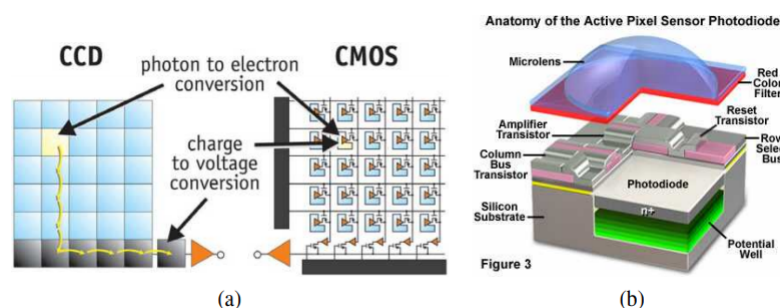 CCD
CMOS
photon to electron
conversion
charge
to voltage
conversion
(a)
Anatomy of the Active Pixel Sensor Photodiode
Microlens
Red
Color
Filter
Amplifier
Transistor
Reset
Transistor
Column
Bus
Transistor
Row
Select
Bus
Photodiode
n+
Silicon
Substrate
Potential
Well
Figure 3
(b)